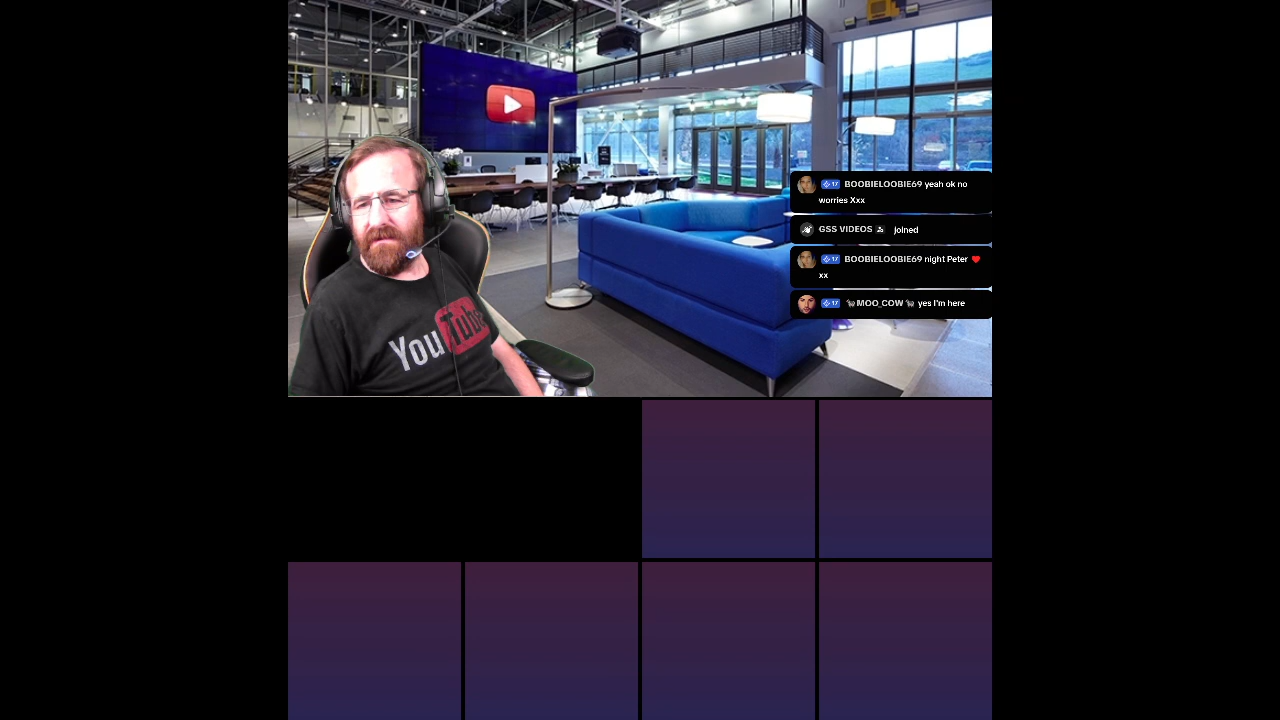 17 BOOBIELOOBIE69 yeah ok no
worries Xxx
GSS VIDEOS joined
17 BOOBIELOOBIE69 night Peter ❤️
xx
17 🐄 MOO_COW 🐄 yes I'm here
YouTube